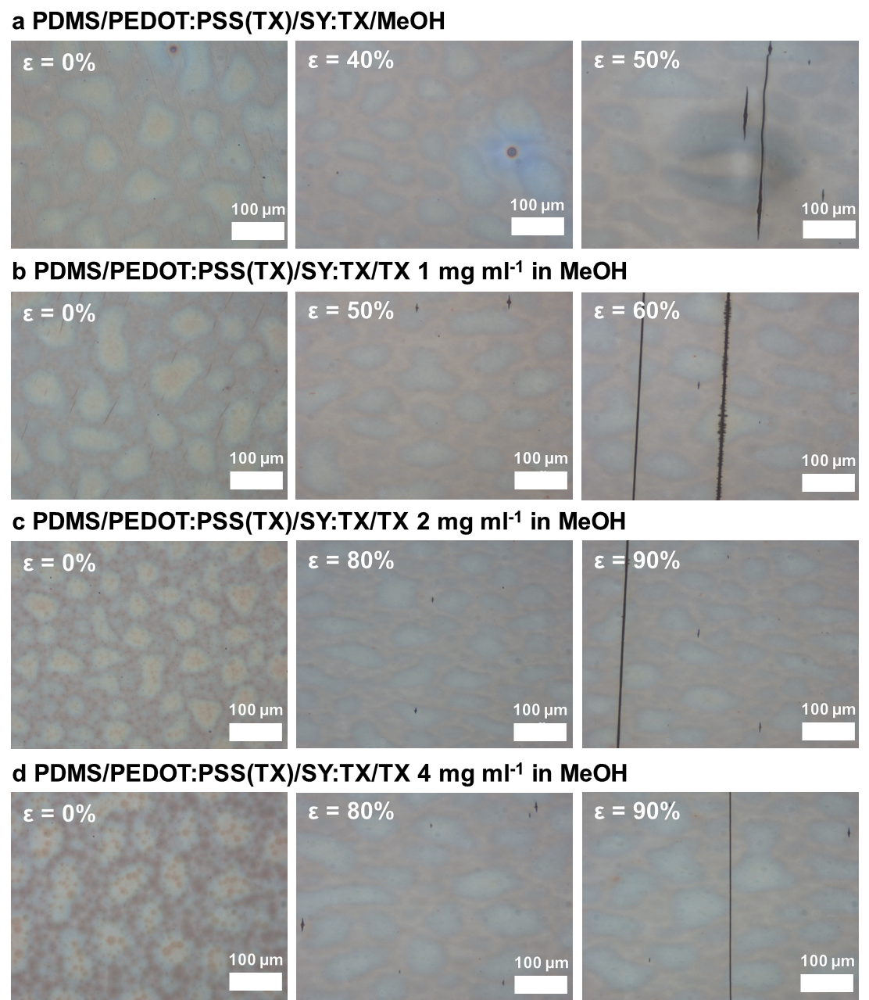 a PDMS/PEDOT:PSS(TX)/SY:TX/MeOH
ε = 0%
ε = 40%
ε = 50%
100 µm
100 µm
100 µm
b PDMS/PEDOT:PSS(TX)/SY:TX/TX 1 mg ml⁻¹ in MeOH
ε = 0%
ε = 50%
ε = 60%
100 µm
100 µm
100 µm
c PDMS/PEDOT:PSS(TX)/SY:TX/TX 2 mg ml⁻¹ in MeOH
ε = 0%
ε = 80%
ε = 90%
100 µm
100 µm
100 µm
d PDMS/PEDOT:PSS(TX)/SY:TX/TX 4 mg ml⁻¹ in MeOH
ε = 0%
ε = 80%
ε = 90%
100 µm
100 µm
100 µm